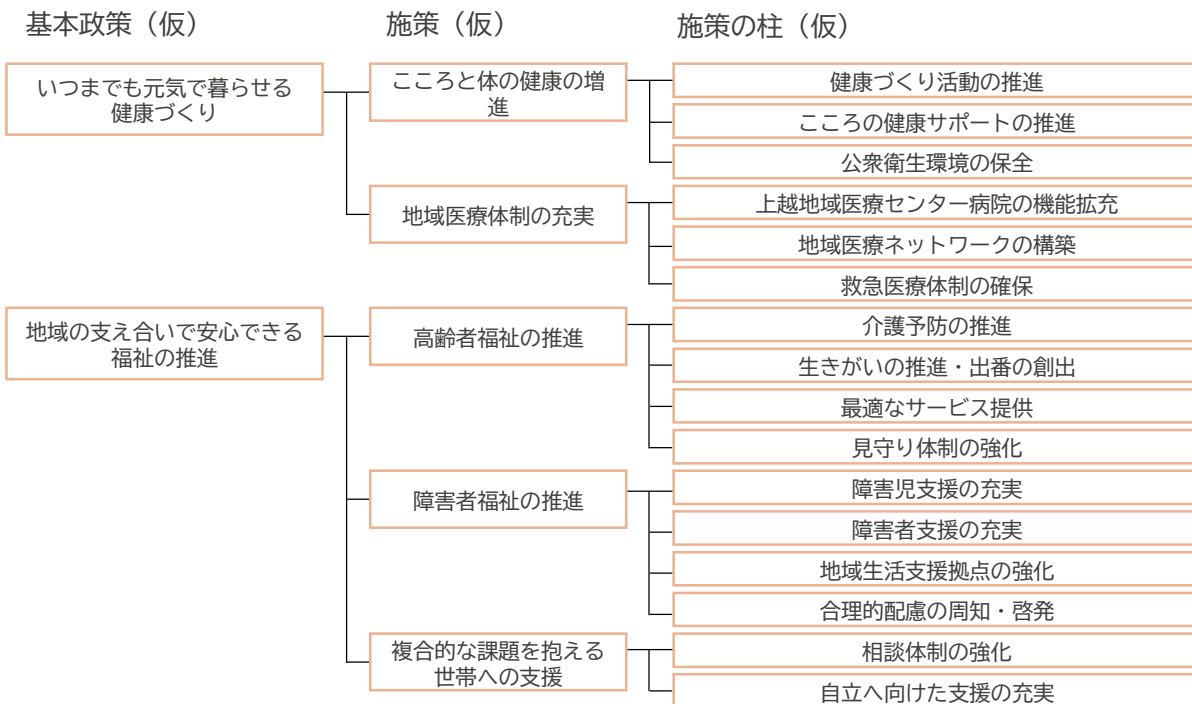 基本政策（仮）
施策（仮）
施策の柱（仮）
いつまでも元気で暮らせる
健康づくり
こころと体の健康の増
進
健康づくり活動の推進
こころの健康サポートの推進
公衆衛生環境の保全
地域医療体制の充実
上越地域医療センター病院の機能拡充
地域医療ネットワークの構築
救急医療体制の確保
地域の支え合いで安心できる
福祉の推進
高齢者福祉の推進
介護予防の推進
生きがいの推進・出番の創出
最適なサービス提供
見守り体制の強化
障害者福祉の推進
障害児支援の充実
障害者支援の充実
地域生活支援拠点の強化
合理的配慮の周知・啓発
複合的な課題を抱える
世帯への支援
相談体制の強化
自立へ向けた支援の充実